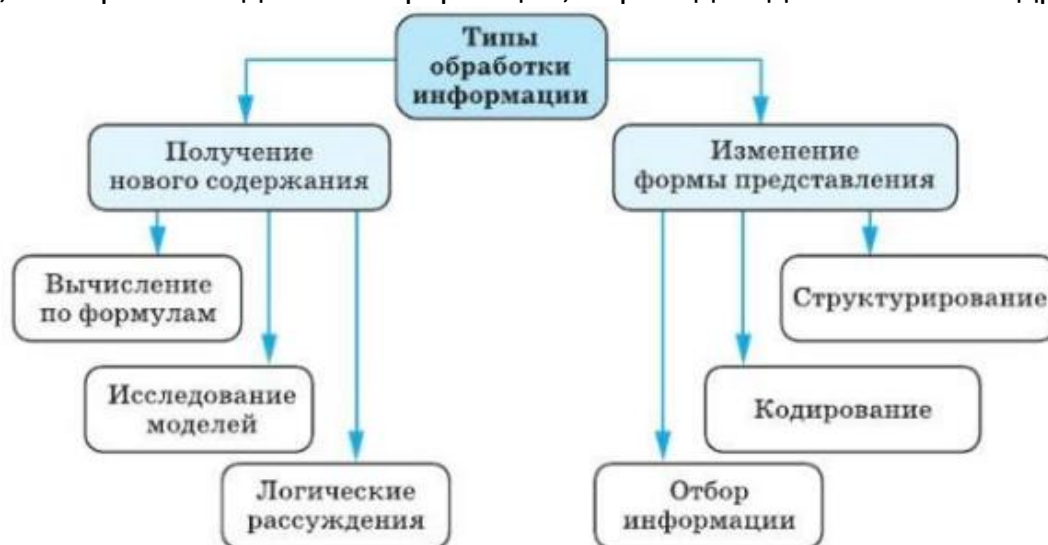 Типы
обработки
информации
Получение
нового содержания
Изменение
формы представления
Вычисление
по формулам
Структурирование
Исследование
моделей
Кодирование
Логические
рассуждения
Отбор
информации